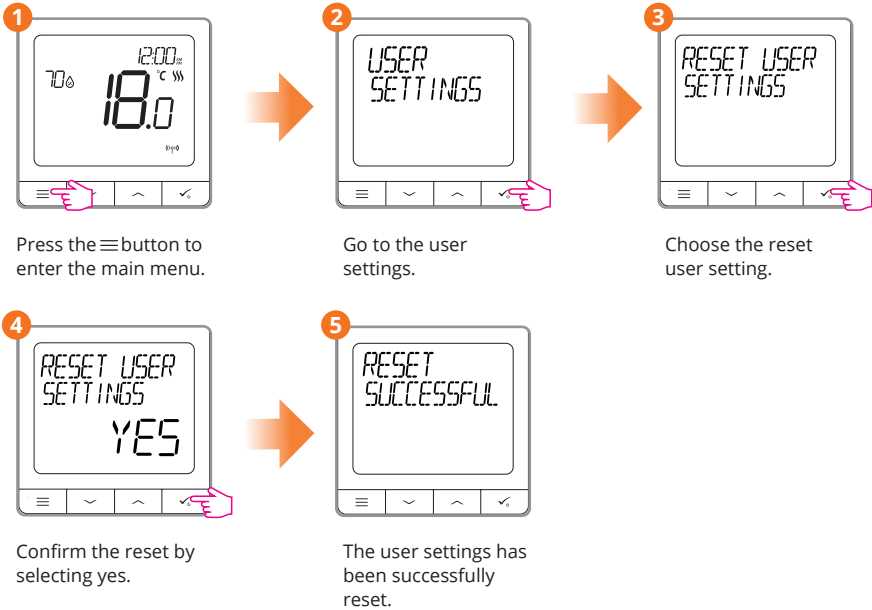 1
12:00
70
°C
18.0
Press the ≡ button to
enter the main menu.
2
USER
SETTINGS
Go to the user
settings.
3
RESET USER
SETTINGS
Choose the reset
user setting.
4
RESET USER
SETTINGS
YES
Confirm the reset by
selecting yes.
5
RESET
SUCCESSFUL
The user settings has
been successfully
reset.